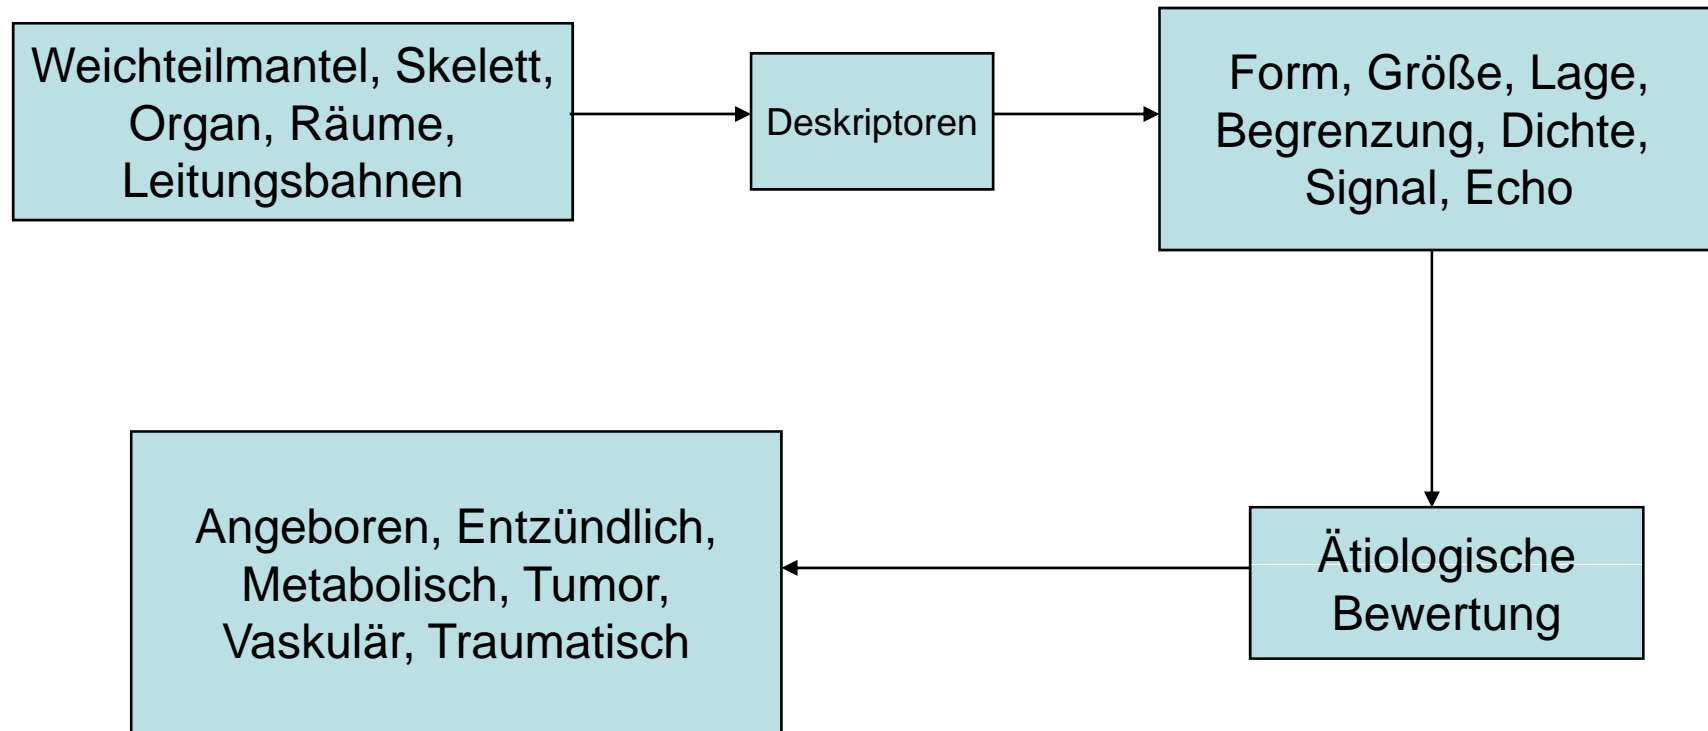 Weichteilmantel, Skelett,
Organ, Räume,
Leitungsbahnen
Deskriptoren
Form, Größe, Lage,
Begrenzung, Dichte,
Signal, Echo
Ätiologische
Bewertung
Angeboren, Entzündlich,
Metabolisch, Tumor,
Vaskulär, Traumatisch